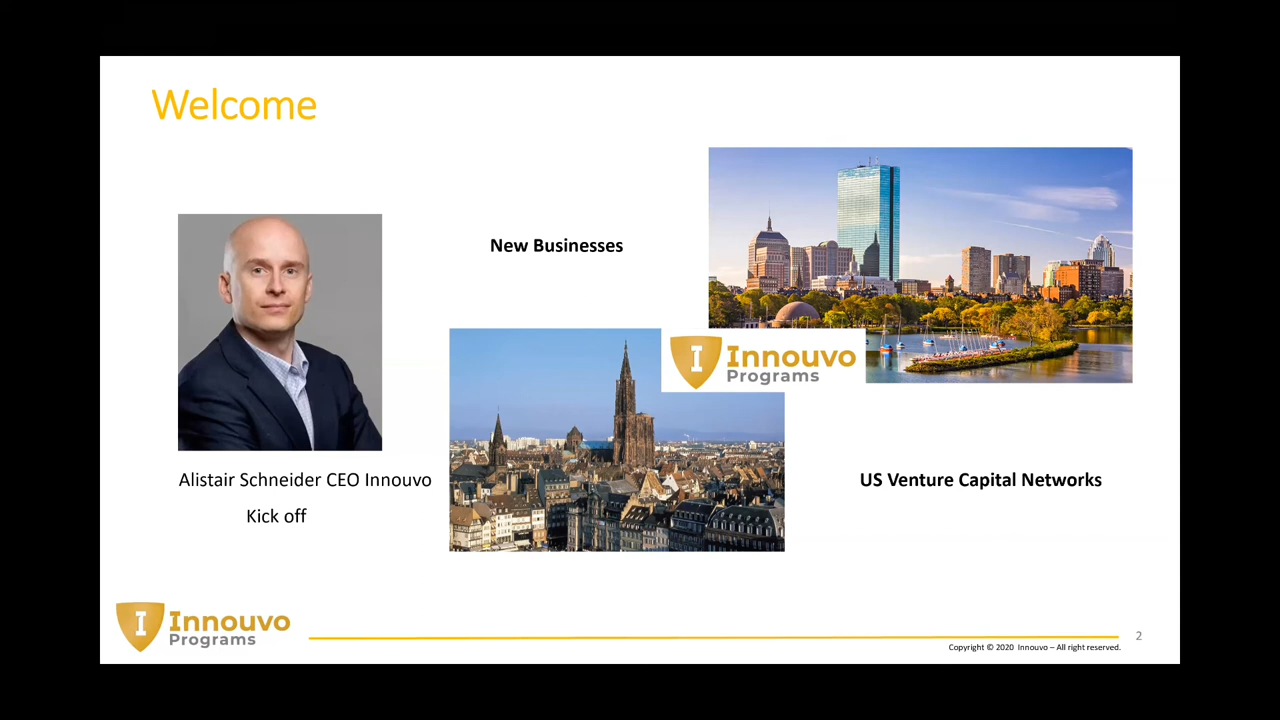 Welcome
New Businesses
I Innouvo
Programs
Alistair Schneider CEO Innouvo
Kick off
US Venture Capital Networks
I Innouvo
Programs
2
Copyright © 2020 Innouvo – All right reserved.